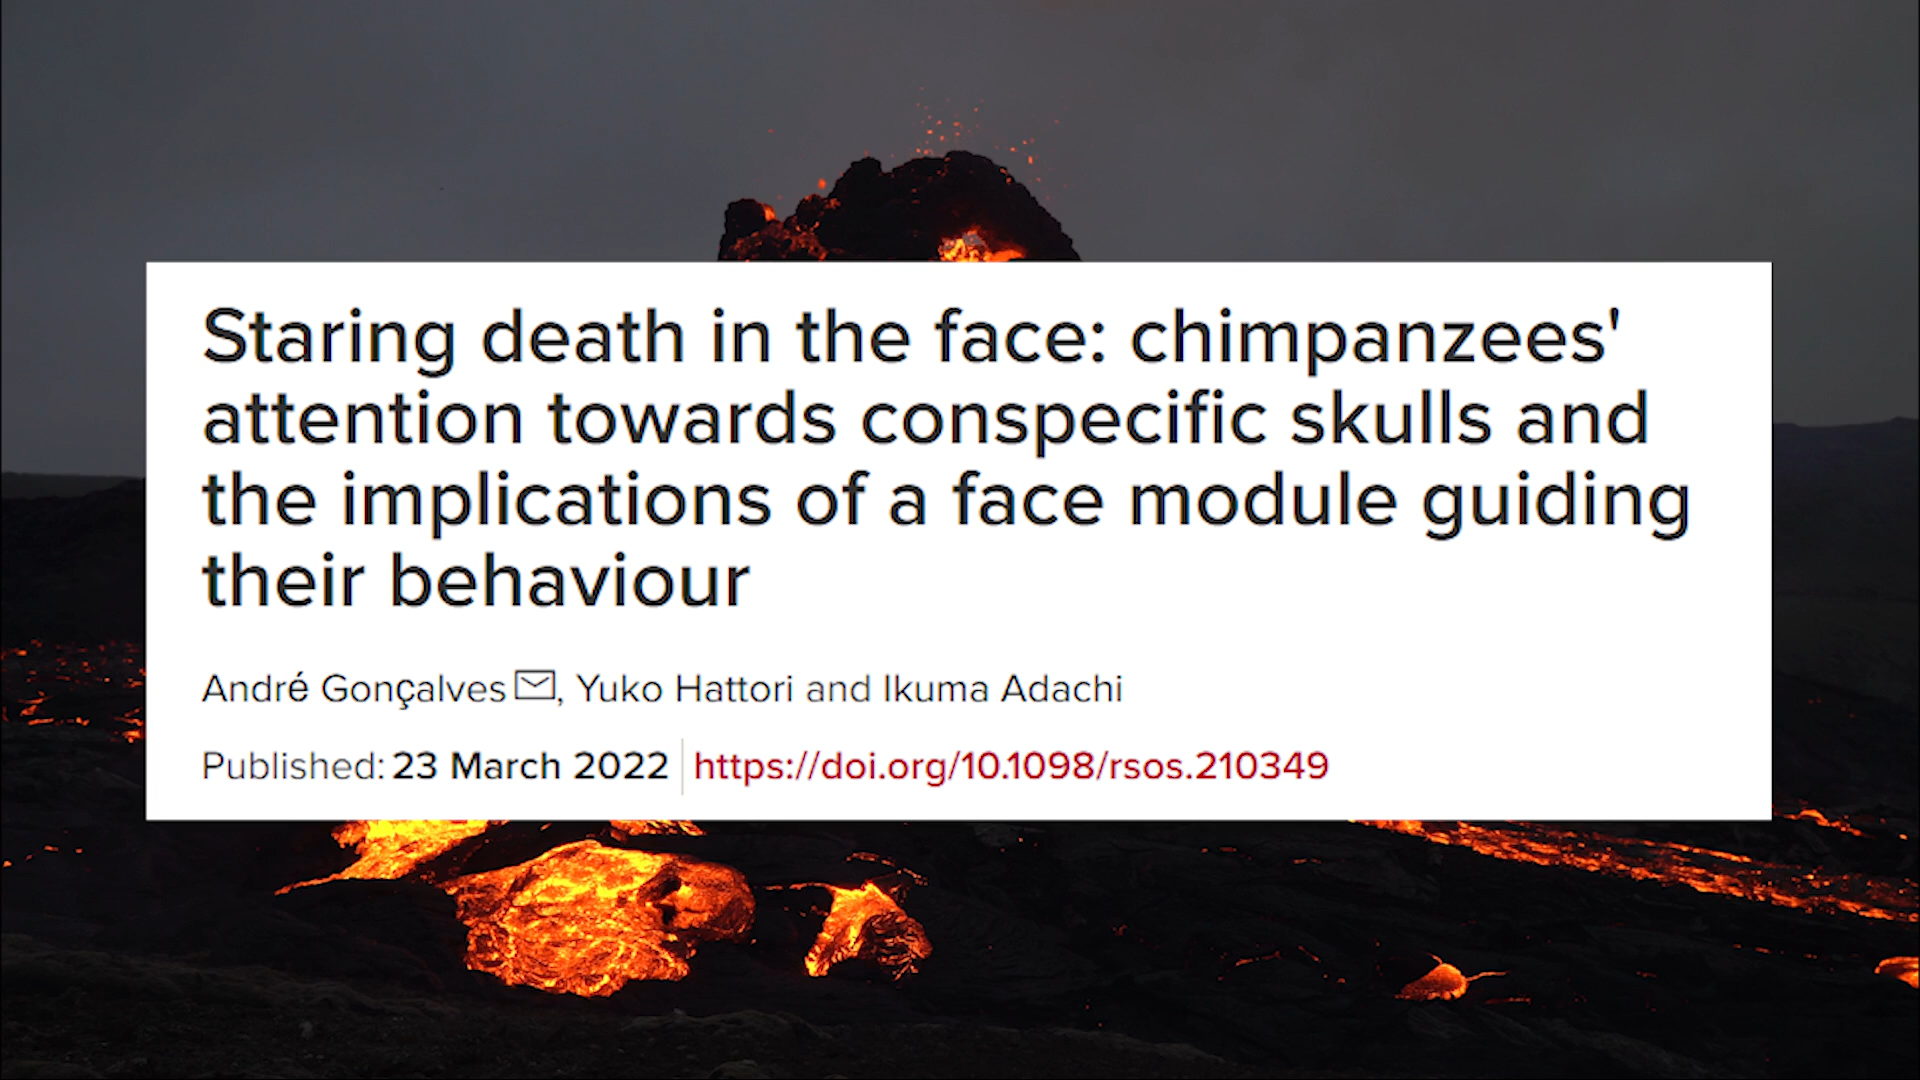 Staring death in the face: chimpanzees'
attention towards conspecific skulls and
the implications of a face module guiding
their behaviour
André Gonçalves, Yuko Hattori and Ikuma Adachi
Published: 23 March 2022 https://doi.org/10.1098/rsos.210349